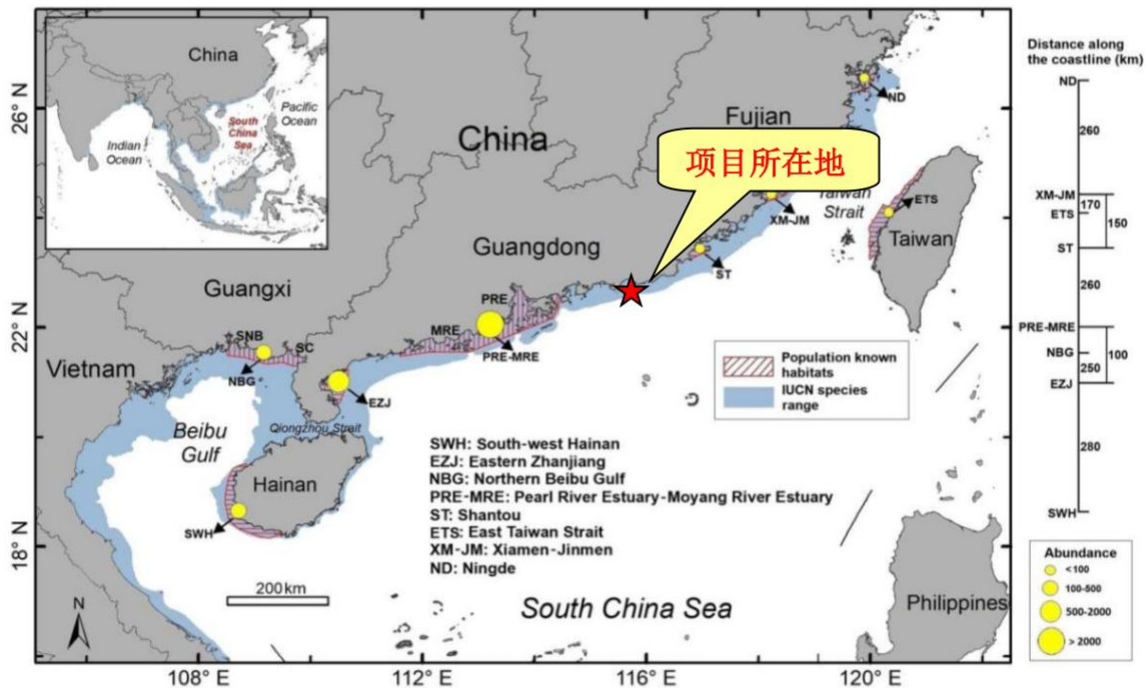 China
Pacific
Ocean
South
China
Sea
Indian
Ocean
26° N
22° N
18° N
China
Fujian
项目所在地
ND
Taiwan
Strait
XM-JM
ETS
Taiwan
ST
Guangdong
Guangxi
PRE
MRE
PRE-MRE
SNB
SC
NBG
Vietnam
EZJ
Beibu
Gulf
Qiongzhou Strait
Hainan
SWH
Population known
habitats
IUCN species
range
SWH: South-west Hainan
EZJ: Eastern Zhanjiang
NBG: Northern Beibu Gulf
PRE-MRE: Pearl River Estuary-Moyang River Estuary
ST: Shantou
ETS: East Taiwan Strait
XM-JM: Xiamen-Jinmen
ND: Ningde
200 km
N
South China Sea
Philippines
108° E
112° E
116° E
120° E
Distance along
the coastline (km)
ND
260
XM-JM
170
ETS
150
ST
260
PRE-MRE
NBG
100
250
EZJ
280
SWH
Abundance
<100
100-500
500-2000
> 2000